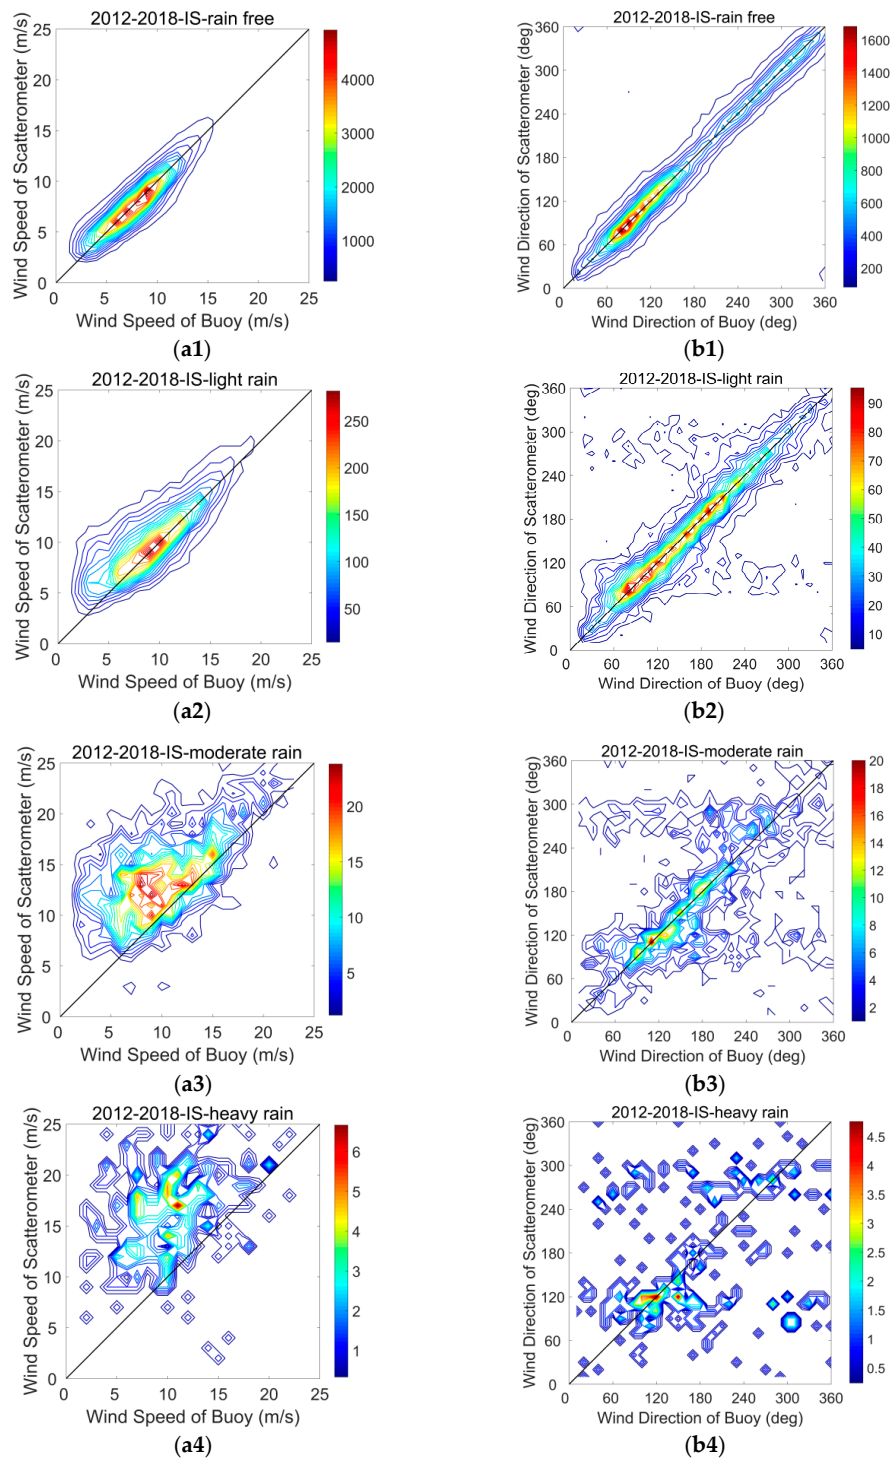 2012-2018-IS-rain free
Wind Speed of Scatterometer (m/s)
25
20
15
10
5
0
0 5 10 15 20 25
Wind Speed of Buoy (m/s)
4000
3000
2000
1000
(a1)
2012-2018-IS-rain free
Wind Direction of Scatterometer (deg)
360
300
240
180
120
60
0
0 60 120 180 240 300 360
Wind Direction of Buoy (deg)
1600
1400
1200
1000
800
600
400
200
(b1)
2012-2018-IS-light rain
Wind Speed of Scatterometer (m/s)
25
20
15
10
5
0
0 5 10 15 20 25
Wind Speed of Buoy (m/s)
250
200
150
100
50
(a2)
2012-2018-IS-light rain
Wind Direction of Scatterometer (deg)
360
300
240
180
120
60
0
0 60 120 180 240 300 360
Wind Direction of Buoy (deg)
90
80
70
60
50
40
30
20
10
(b2)
2012-2018-IS-moderate rain
Wind Speed of Scatterometer (m/s)
25
20
15
10
5
0
0 5 10 15 20 25
Wind Speed of Buoy (m/s)
20
15
10
5
(a3)
2012-2018-IS-moderate rain
Wind Direction of Scatterometer (deg)
360
300
240
180
120
60
0
0 60 120 180 240 300 360
Wind Direction of Buoy (deg)
20
18
16
14
12
10
8
6
4
2
(b3)
2012-2018-IS-heavy rain
Wind Speed of Scatterometer (m/s)
25
20
15
10
5
0
0 5 10 15 20 25
Wind Speed of Buoy (m/s)
6
5
4
3
2
1
(a4)
2012-2018-IS-heavy rain
Wind Direction of Scatterometer (deg)
360
300
240
180
120
60
0
0 60 120 180 240 300 360
Wind Direction of Buoy (deg)
4.5
4
3.5
3
2.5
2
1.5
1
0.5
(b4)